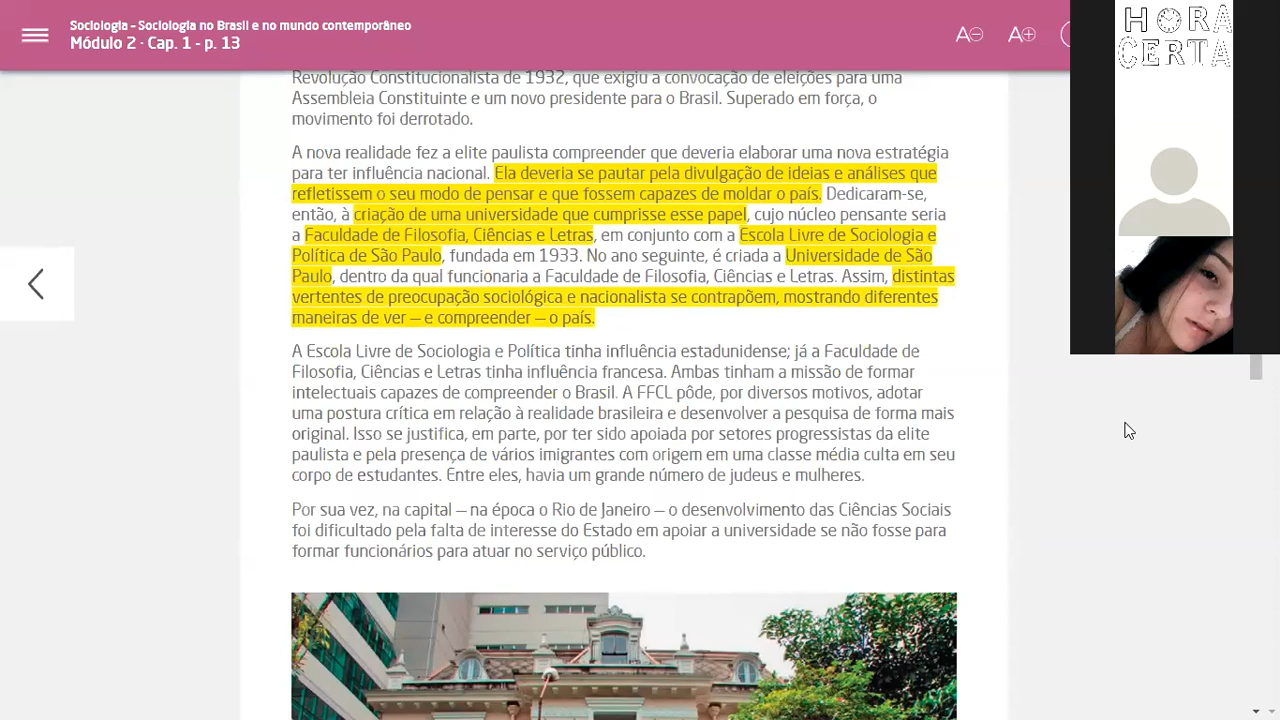 Sociologia – Sociologia no Brasil e no mundo contemporâneo
Módulo 2 · Cap. 1 - p. 13
A A
HORA
CERTA
Revolução Constitucionalista de 1932, que exigiu a convocação de eleições para uma
Assembleia Constituinte e um novo presidente para o Brasil. Superado em força, o
movimento foi derrotado.
A nova realidade fez a elite paulista compreender que deveria elaborar uma nova estratégia
para ter influência nacional. Ela deveria se pautar pela divulgação de ideias e análises que
refletissem o seu modo de pensar e que fossem capazes de moldar o país. Dedicaram-se,
então, à criação de uma universidade que cumprisse esse papel, cujo núcleo pensante seria
a Faculdade de Filosofia, Ciências e Letras, em conjunto com a Escola Livre de Sociologia e
Política de São Paulo, fundada em 1933. No ano seguinte, é criada a Universidade de São
Paulo, dentro da qual funcionaria a Faculdade de Filosofia, Ciências e Letras. Assim, distintas
vertentes de preocupação sociológica e nacionalista se contrapõem, mostrando diferentes
maneiras de ver — e compreender — o país.
A Escola Livre de Sociologia e Política tinha influência estadunidense; já a Faculdade de
Filosofia, Ciências e Letras tinha influência francesa. Ambas tinham a missão de formar
intelectuais capazes de compreender o Brasil. A FFCL pôde, por diversos motivos, adotar
uma postura crítica em relação à realidade brasileira e desenvolver a pesquisa de forma mais
original. Isso se justifica, em parte, por ter sido apoiada por setores progressistas da elite
paulista e pela presença de vários imigrantes com origem em uma classe média culta em seu
corpo de estudantes. Entre eles, havia um grande número de judeus e mulheres.
Por sua vez, na capital — na época o Rio de Janeiro — o desenvolvimento das Ciências Sociais
foi dificultado pela falta de interesse do Estado em apoiar a universidade se não fosse para
formar funcionários para atuar no serviço público.